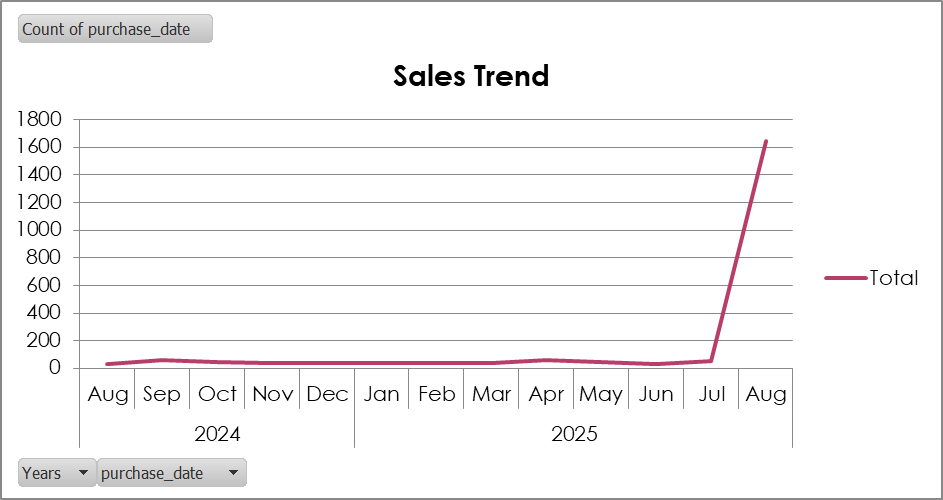 Count of purchase_date
Sales Trend
1800
1600
1400
1200
1000
800
600
400
200
0
Total
Aug Sep Oct Nov Dec Jan Feb Mar Apr May Jun Jul Aug
2024 2025
Years purchase_date